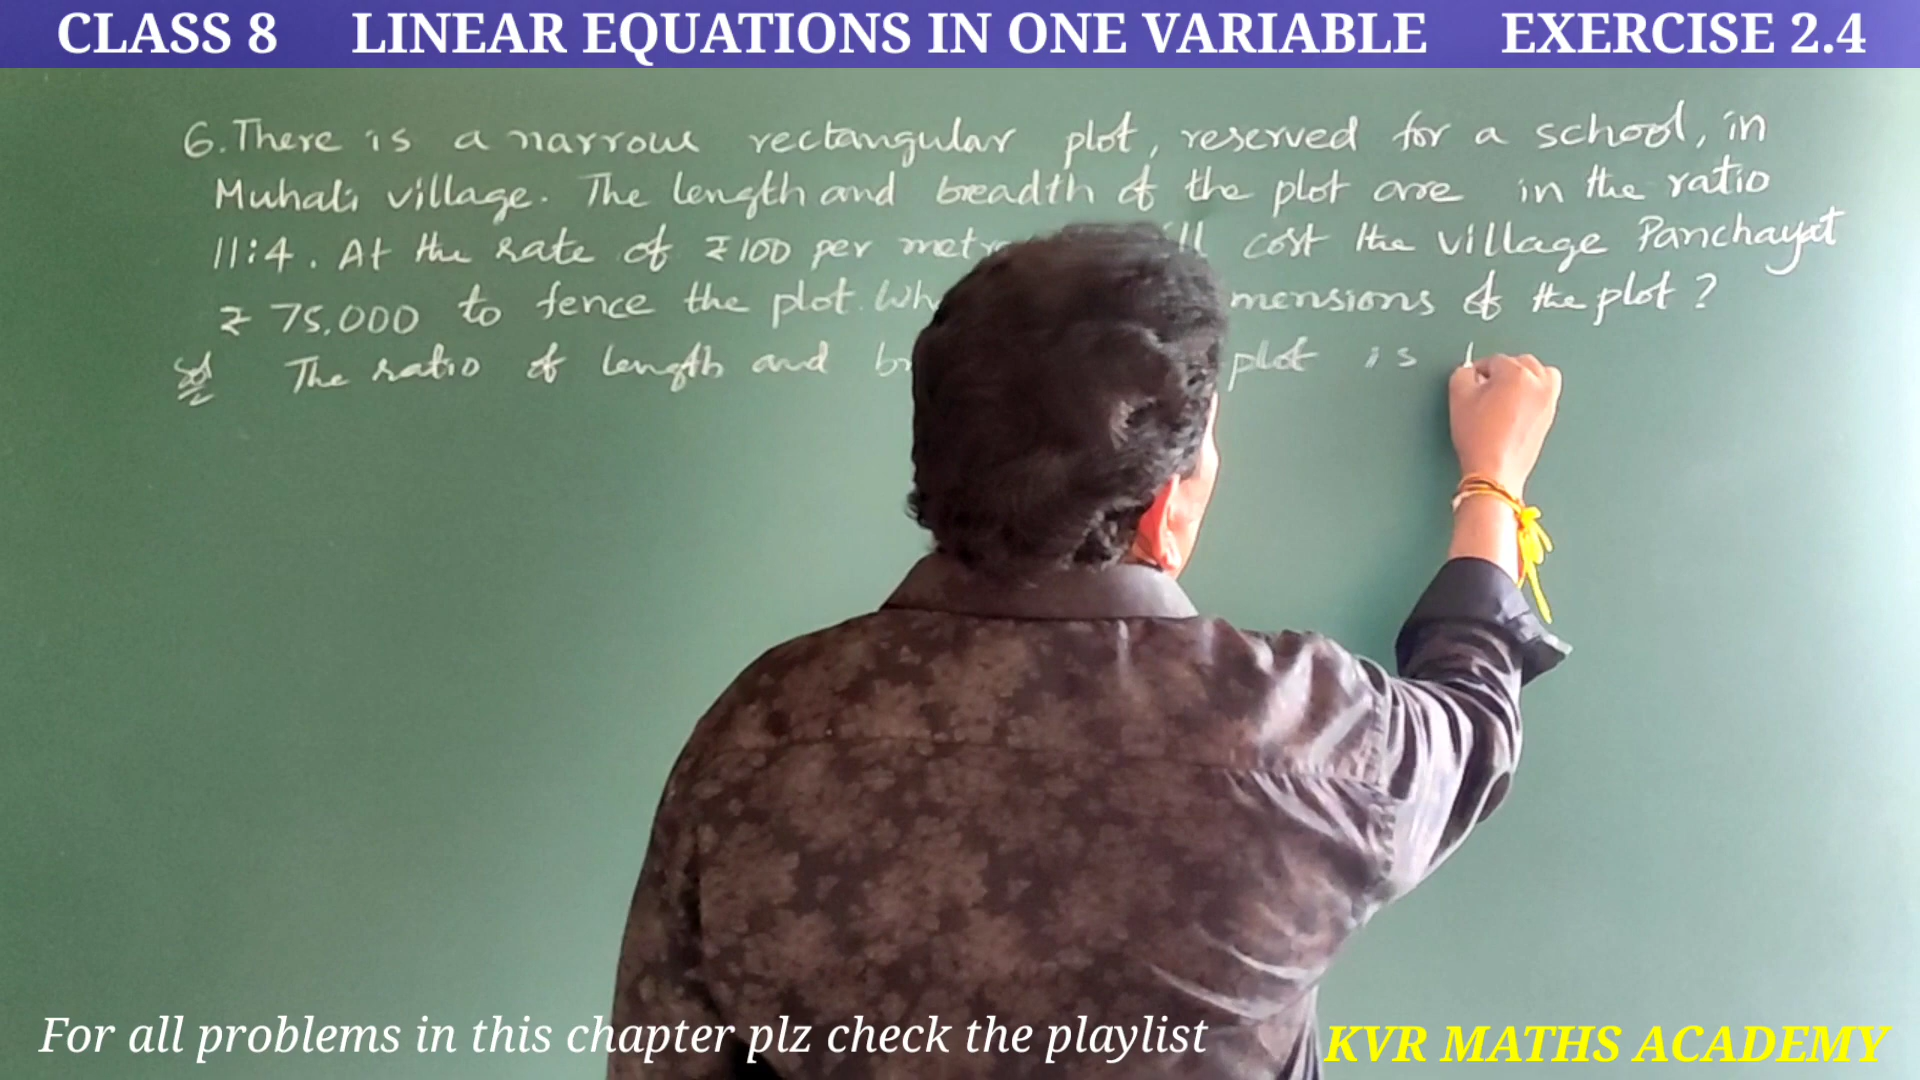 CLASS 8 LINEAR EQUATIONS IN ONE VARIABLE EXERCISE 2.4
6. There is a narrow rectangular plot, reserved for a school, in
Muhali village. The length and breadth of the plot are in the ratio
11:4. At the rate of ₹100 per cost the village Panchayat
₹ 75,000 to fence the plot. of the plot?
Sol The ratio of length and plot is
For all problems in this chapter plz check the playlist
KVR MATHS ACADEMY